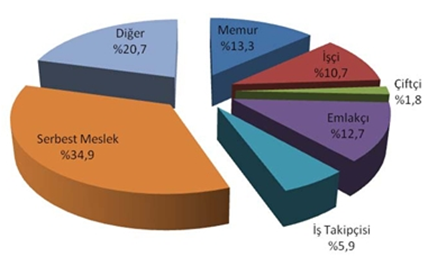 Diğer
%20,7
Memur
%13,3
İşçi
%10,7
Çiftçi
%1,8
Emlakçı
%12,7
İş Takipçisi
%5,9
Serbest Meslek
%34,9